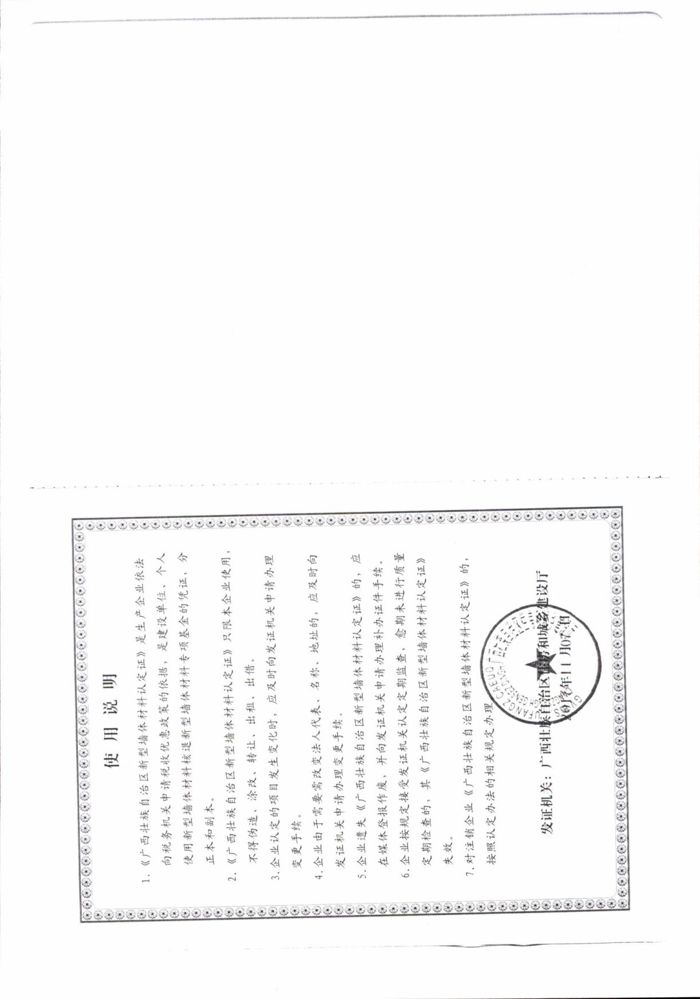 使用说明
1.《广西壮族自治区新型墙体材料认定证》是生产企业依法
向税务机关申请税收优惠政策的依据，是建设单位、个人
使用新型墙体材料核退新型墙体材料专项基金的凭证，分
正本和副本。
2.《广西壮族自治区新型墙体材料认定证》只限本企业使用，
不得伪造、涂改、转让、出租、出借。
3.企业认定的项目发生变化时，应及时向发证机关申请办理
变更手续。
4.企业由于需要需改变法人代表、名称、地址的，应及时向
发证机关申请办理变更手续。
5.企业遗失《广西壮族自治区新型墙体材料认定证》的，应
在媒体登报作废，并向发证机关申请办理补办证件手续。
6.企业按规定接受发证机关认定定期监查，愈期未进行质量
定期检查的，其《广西壮族自治区新型墙体材料认定证》
失效。
7.对注销企业《广西壮族自治区新型墙体材料认定证》的，
按照认定办法的相关规定办理
发证机关：广西壮族自治区住房和城乡建设厅
年11月07日